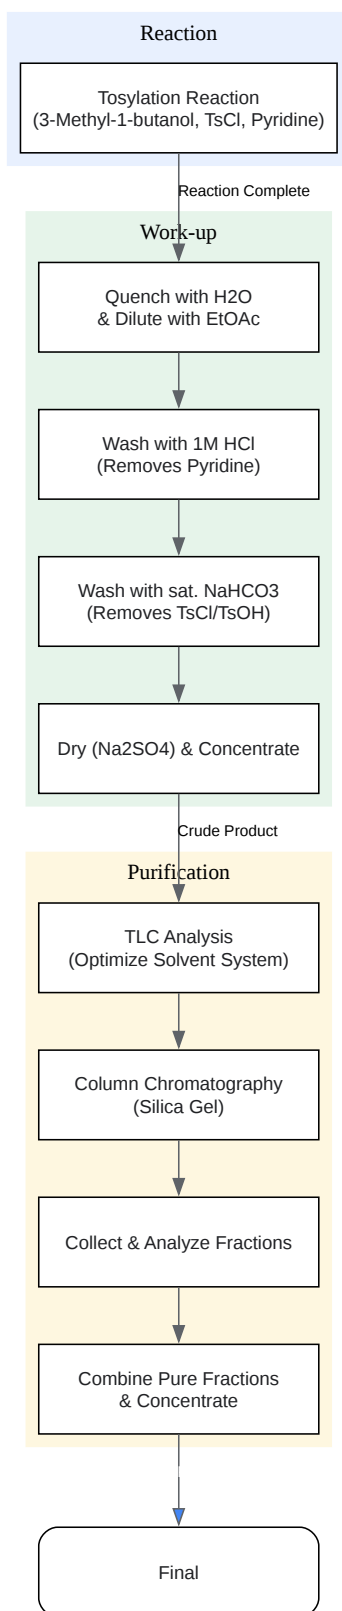 Reaction
Tosylation Reaction
(3-Methyl-1-butanol, TsCl, Pyridine)
Reaction Complete
Work-up
Quench with H2O
& Dilute with EtOAc
Wash with 1M HCl
(Removes Pyridine)
Wash with sat. NaHCO3
(Removes TsCl/TsOH)
Dry (Na2SO4) & Concentrate
Crude Product
Purification
TLC Analysis
(Optimize Solvent System)
Column Chromatography
(Silica Gel)
Collect & Analyze Fractions
Combine Pure Fractions
& Concentrate
Final